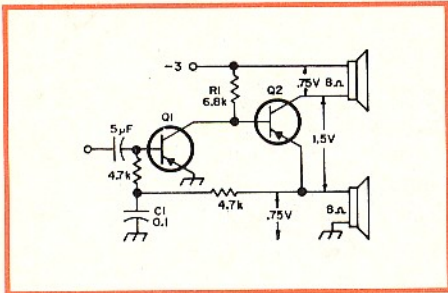 -3
.75V
8Ω
R1
6.8k
Q2
5µF
Q1
1.5V
4.7k
4.7k
.75V
8Ω
C1
0.1